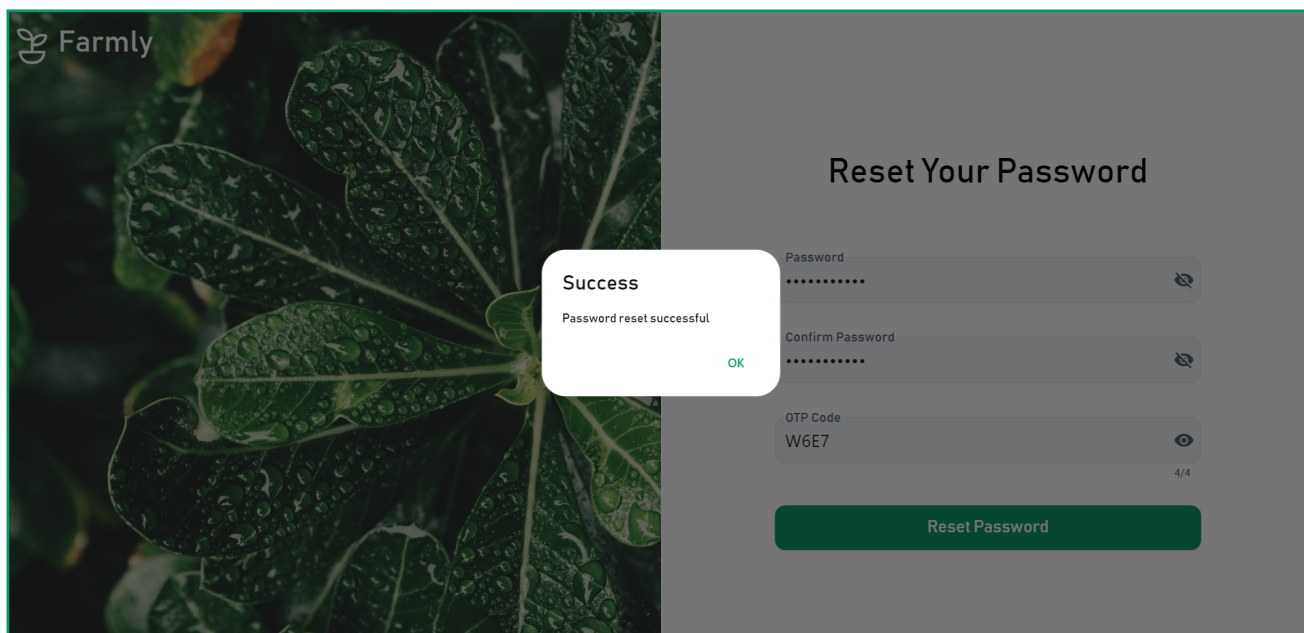 Farmly
Reset Your Password
Password
•••••••••••
Confirm Password
•••••••••••
OTP Code
W6E7
4/4
Reset Password
Success
Password reset successful
OK